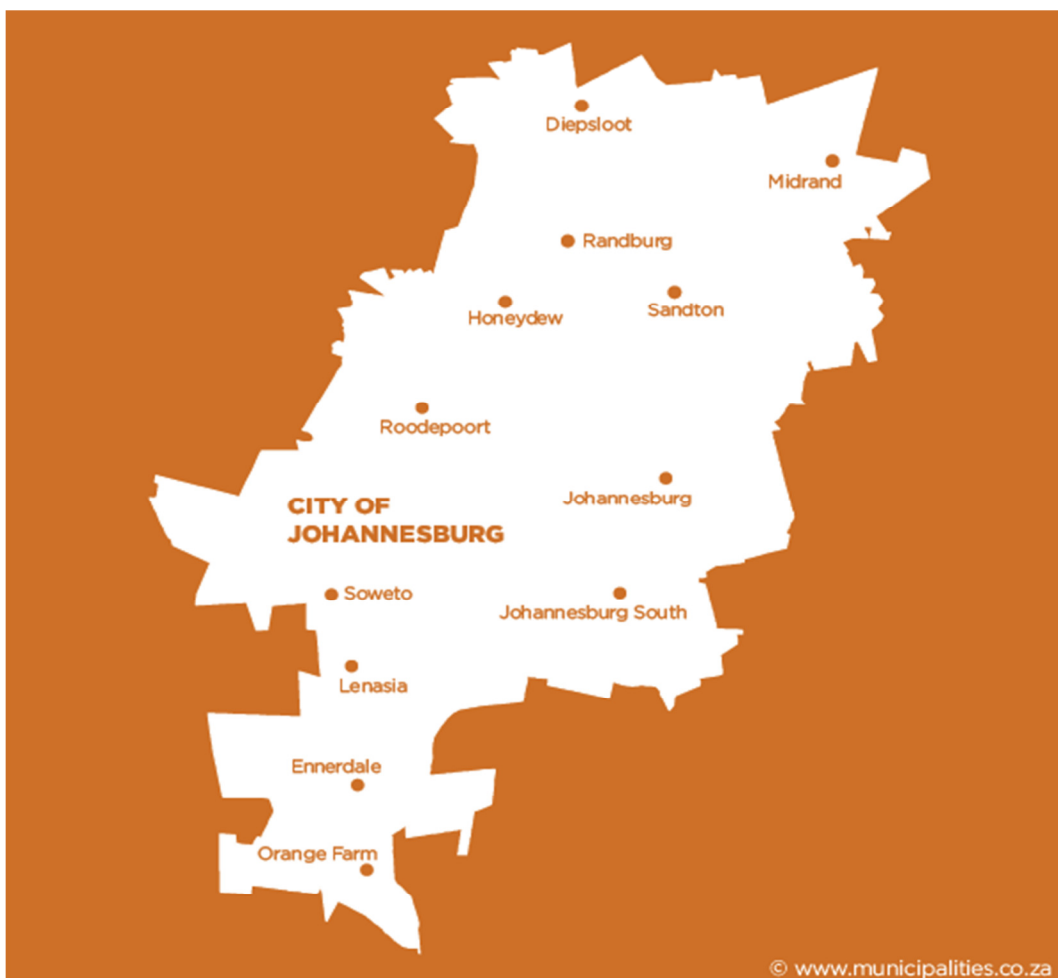 Diepsloot
Midrand
Randburg
Sandton
Honeydew
Roodepoort
Johannesburg
CITY OF
JOHANNESBURG
Soweto
Johannesburg South
Lenasia
Ennerdale
Orange Farm
© www.municipalities.co.za